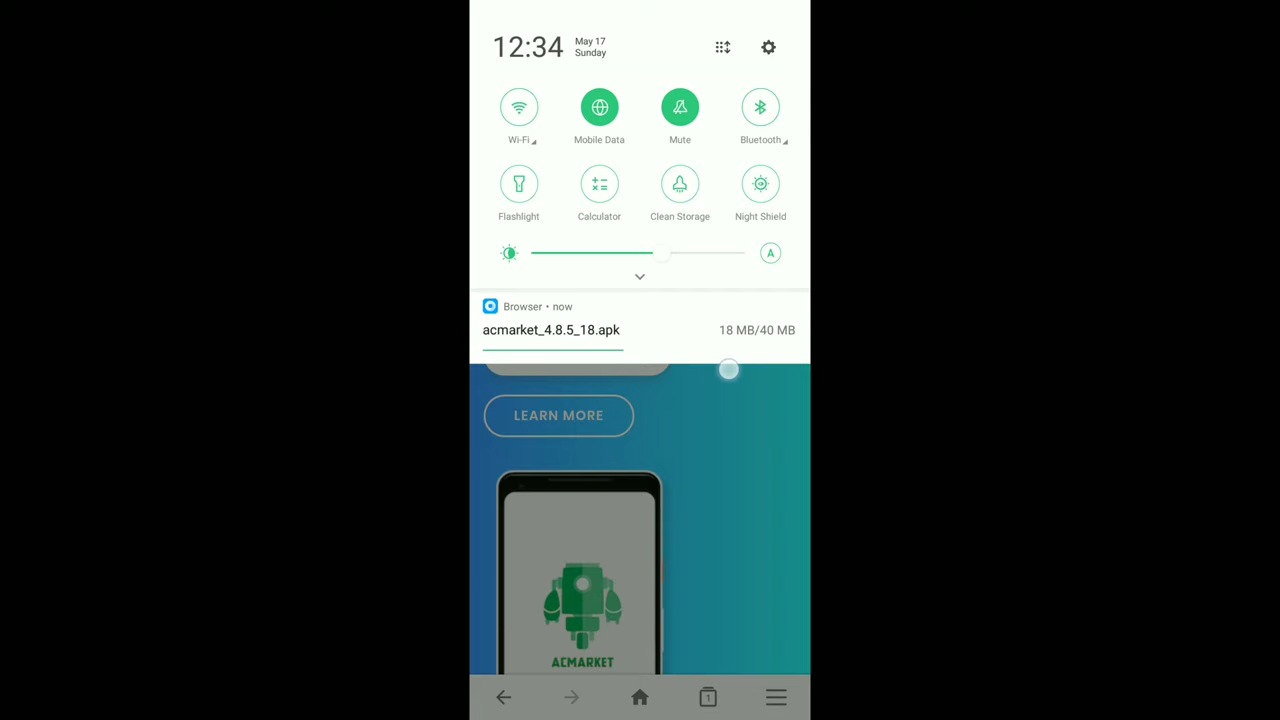 12:34
May 17
Sunday
Wi-Fi
Mobile Data
Mute
Bluetooth
Flashlight
Calculator
Clean Storage
Night Shield
A
Browser • now
acmarket_4.8.5_18.apk
18 MB/40 MB
LEARN MORE
ACMARKET
1